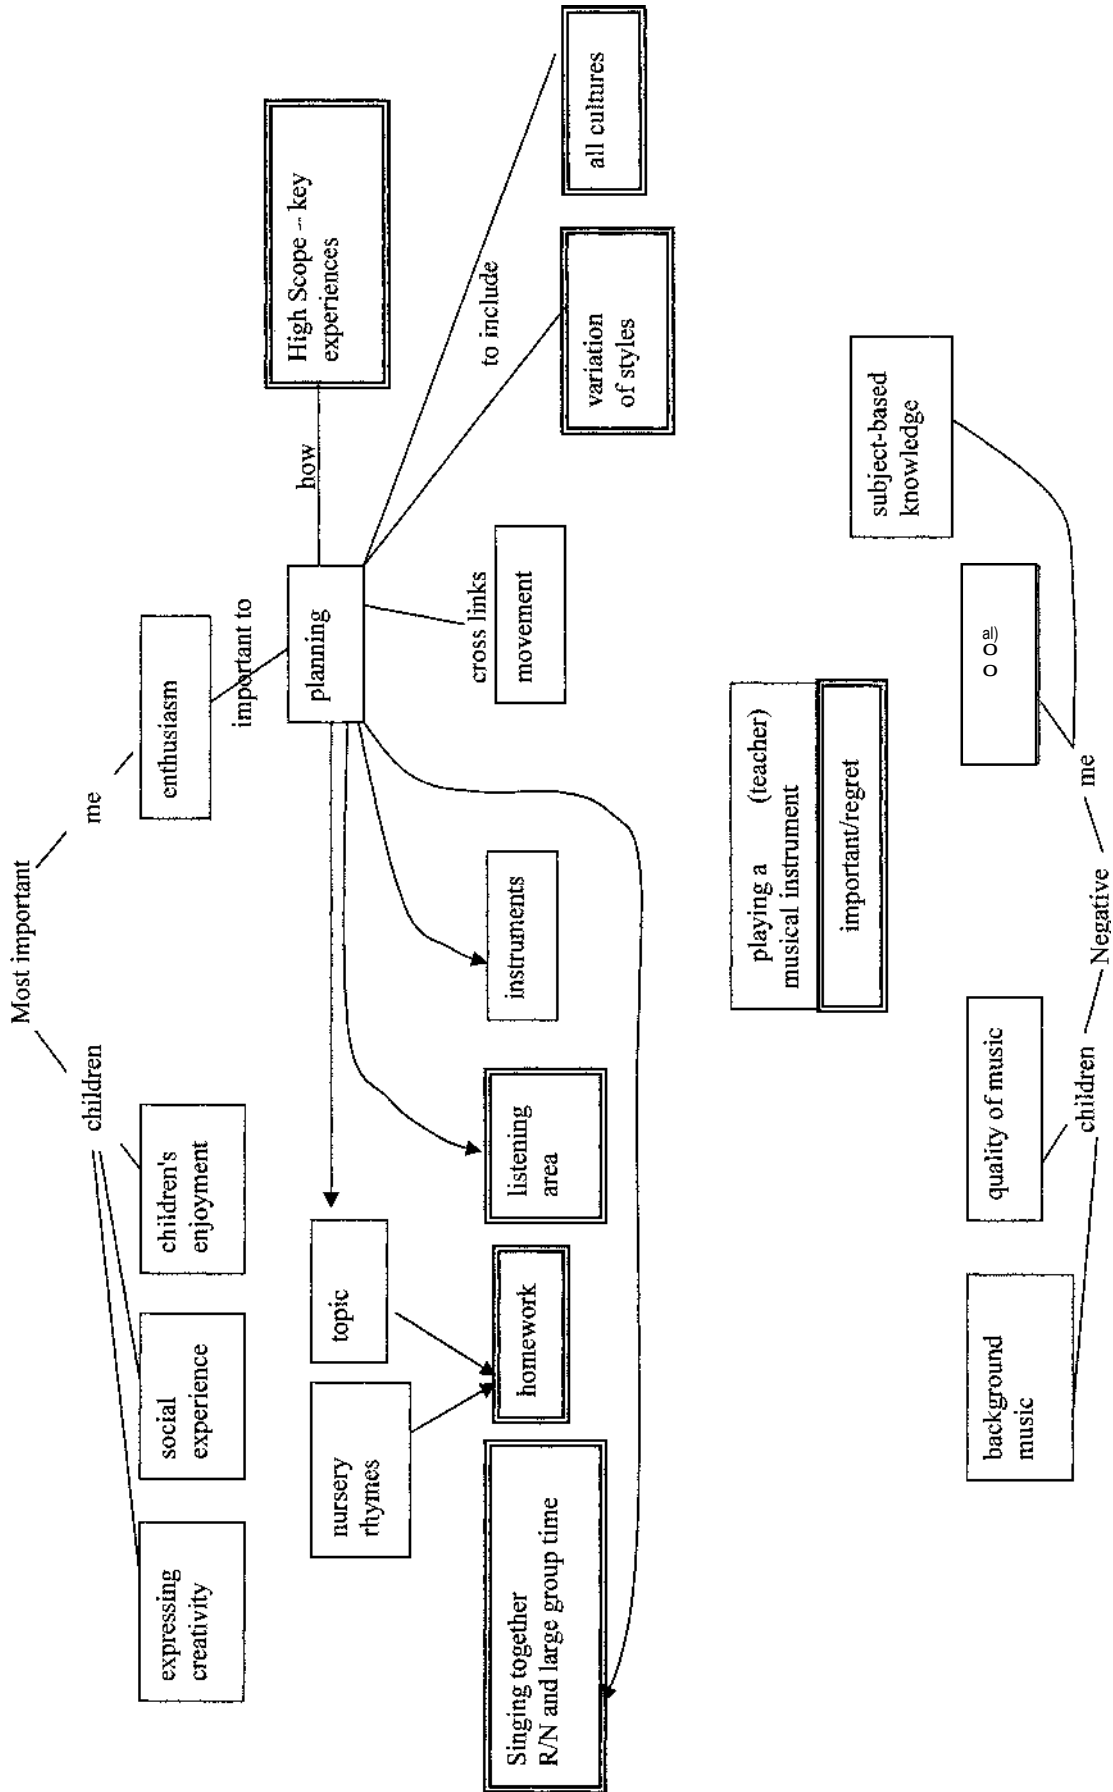 Most important
children
me
expressing
creativity
social
experience
children's
enjoyment
enthusiasm
important to
nursery
rhymes
topic
planning
how
High Scope – key
experiences
Singing together
R/N and large group time
homework
listening
area
instruments
cross links
movement
to include
variation
of styles
all cultures
playing a (teacher)
musical instrument
important/regret
subject-based
knowledge
background
music
quality of music
children
me
Negative